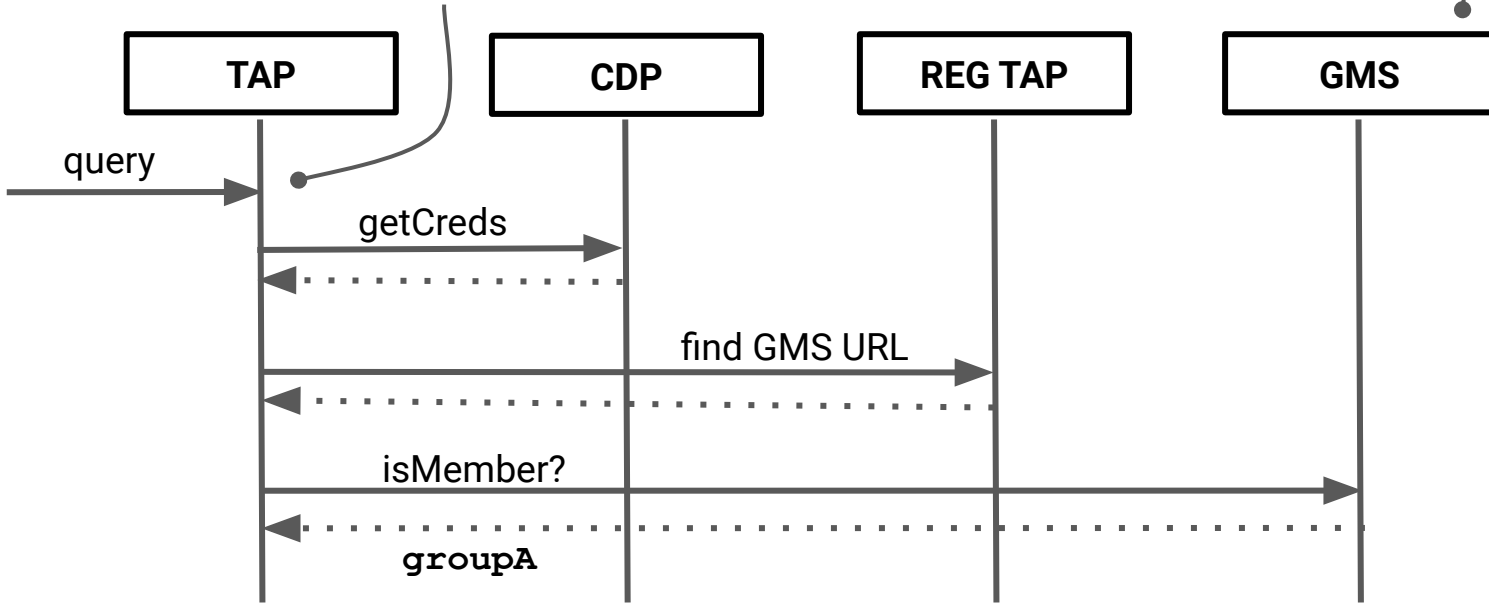 TAP
CDP
REG TAP
GMS
query
getCreds
find GMS URL
isMember?
groupA